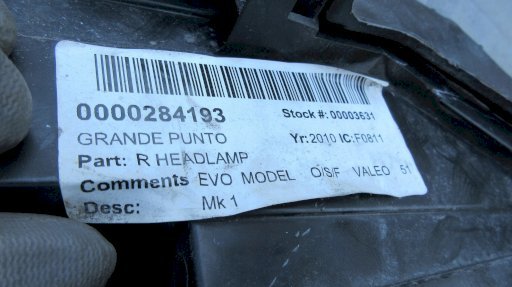 0000284193 Stock #: 00003631
GRANDE PUNTO Yr: 2010 IC: F0811
Part: R HEADLAMP
Comments EVO MODEL O/S/F VALEO 51
Desc: Mk 1